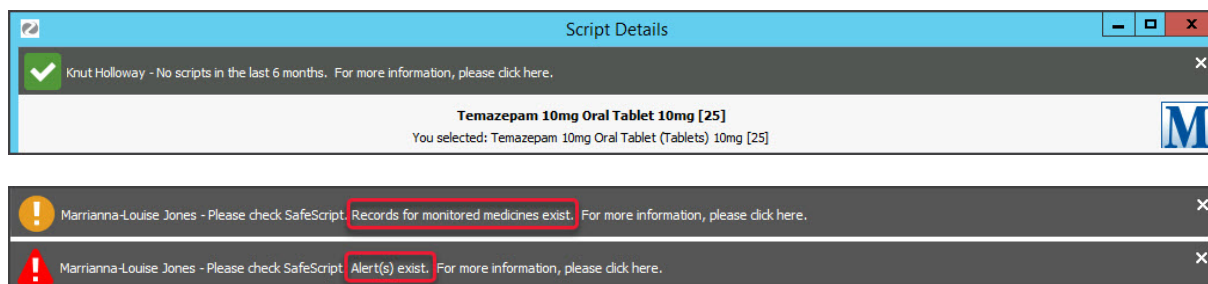 Script Details
Knut Holloway - No scripts in the last 6 months. For more information, please click here.
Temazepam 10mg Oral Tablet 10mg [25]
You selected: Temazepam 10mg Oral Tablet (Tablets) 10mg [25]
M
Marrianna-Louise Jones - Please check SafeScript. Records for monitored medicines exist. For more information, please click here.
Marrianna-Louise Jones - Please check SafeScript. Alert(s) exist. For more information, please click here.